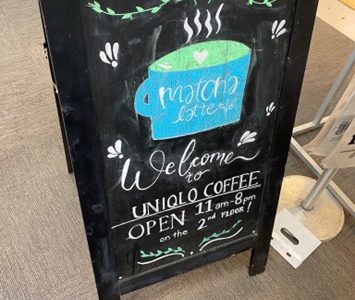 matcha
latte
Welcome
to
UNIQLO COFFEE
OPEN 11am-8pm
on the 2nd FLOOR!